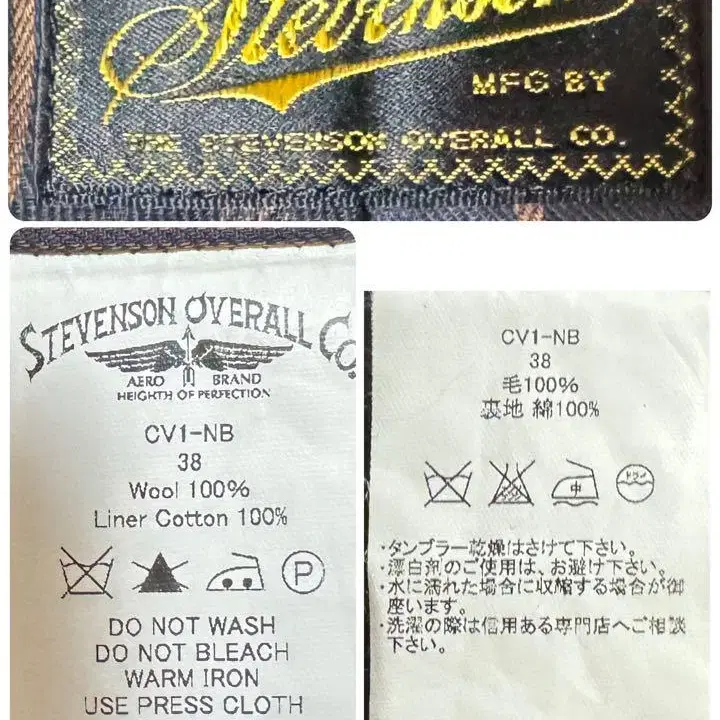 Stevenson
MFG BY
THE STEVENSON OVERALL CO.
STEVENSON OVERALL CO.
AERO BRAND
HEIGHTH OF PERFECTION
CV1-NB
38
Wool 100%
Liner Cotton 100%
P
DO NOT WASH
DO NOT BLEACH
WARM IRON
USE PRESS CLOTH
CV1-NB
38
毛100%
裏地 綿100%
中
ドライ
・タンブラー乾燥はさけて下さい。
・漂白剤のご使用は、お避け下さい。
・水に濡れた場合に収縮する場合が御
座います。
・洗濯の際は信用ある専門店へご相談
下さい。